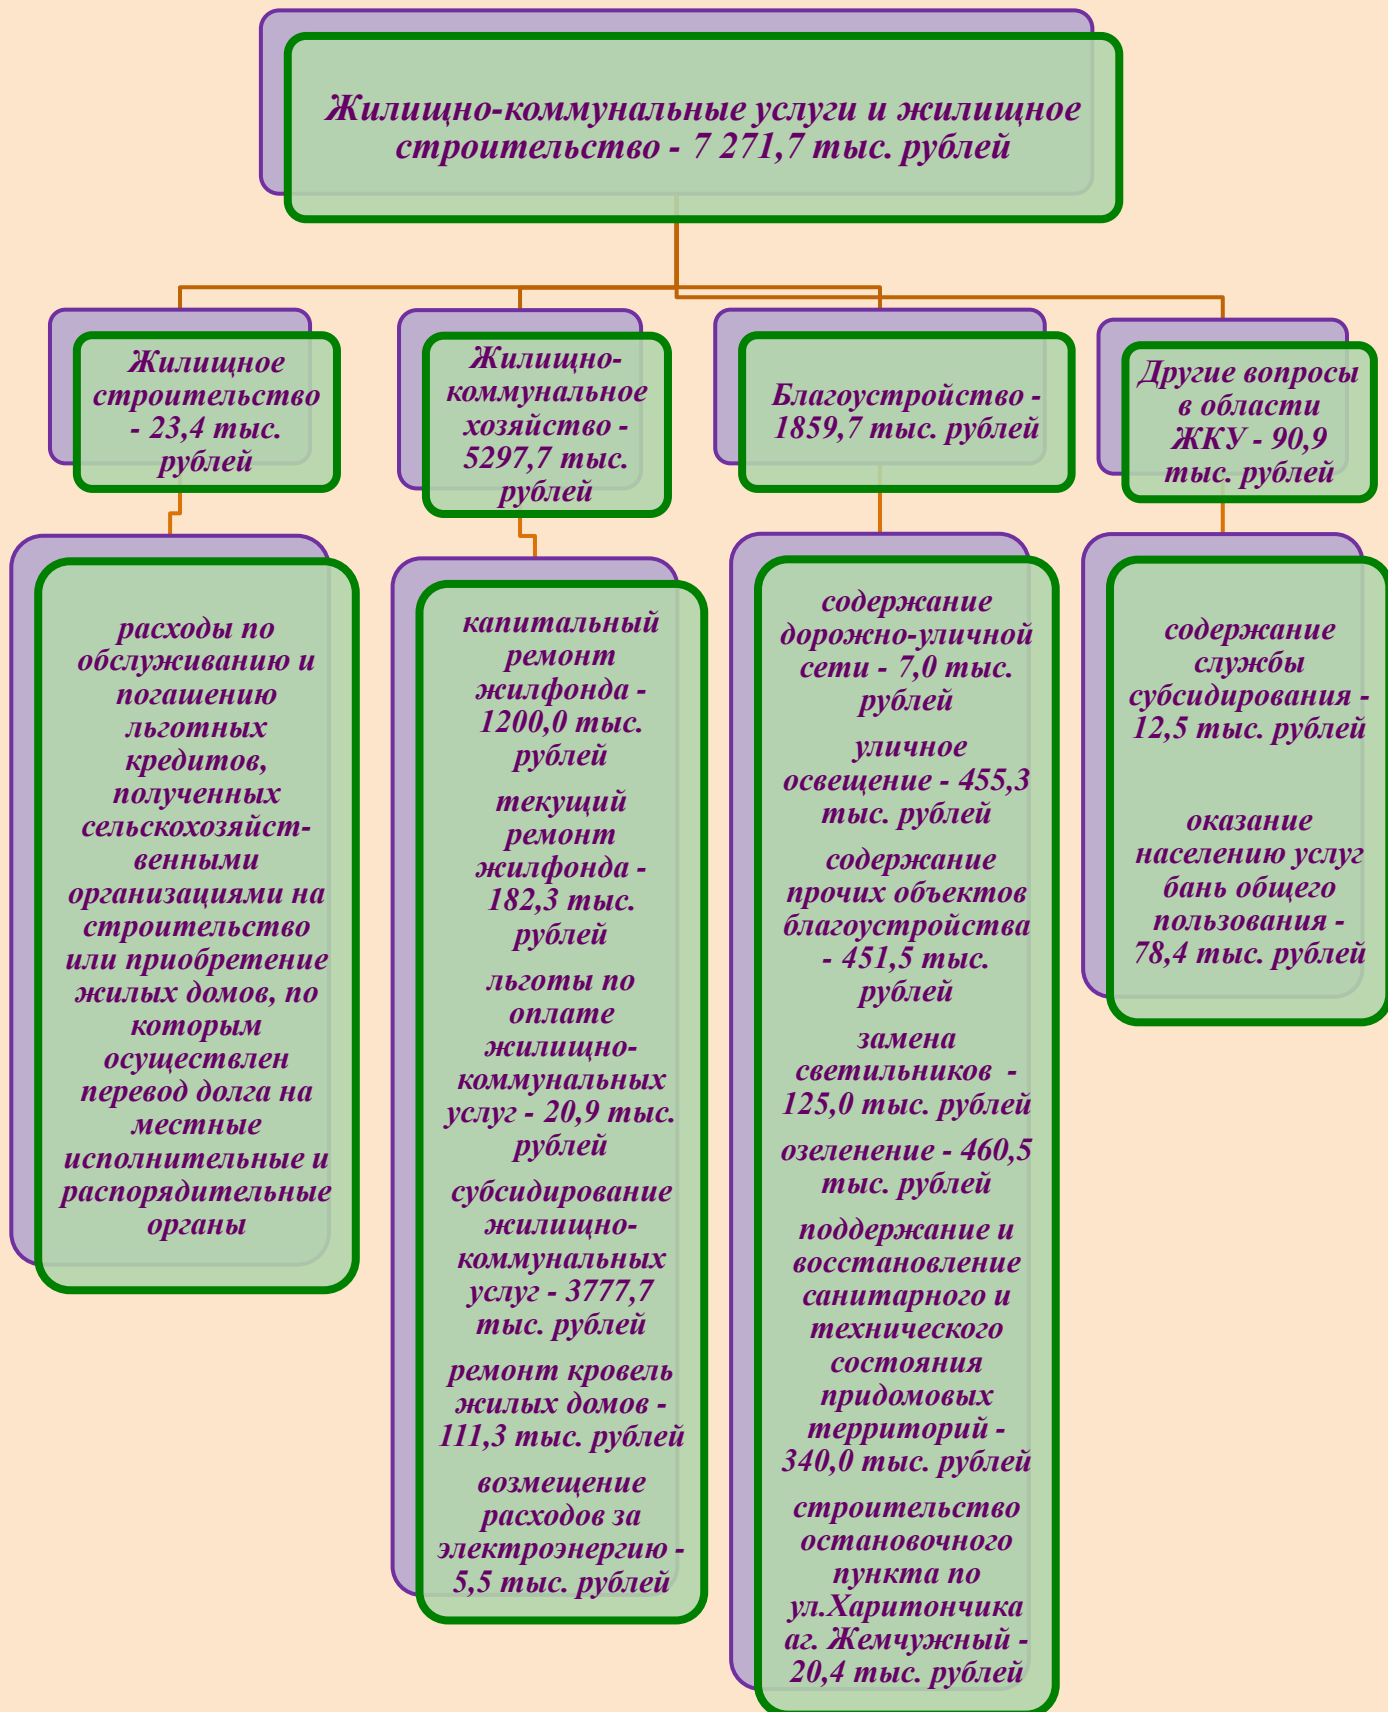 Жилищно-коммунальные услуги и жилищное
строительство - 7 271,7 тыс. рублей
Жилищное
строительство
- 23,4 тыс.
рублей
расходы по
обслуживанию и
погашению
льготных
кредитов,
полученных
сельскохозяйст-
венными
организациями на
строительство
или приобретение
жилых домов, по
которым
осуществлен
перевод долга на
местные
исполнительные и
распорядительные
органы
Жилищно-
коммунальное
хозяйство -
5297,7 тыс.
рублей
капитальный
ремонт
жилфонда -
1200,0 тыс.
рублей
текущий
ремонт
жилфонда -
182,3 тыс.
рублей
льготы по
оплате
жилищно-
коммунальных
услуг - 20,9 тыс.
рублей
субсидирование
жилищно-
коммунальных
услуг - 3777,7
тыс. рублей
ремонт кровель
жилых домов -
111,3 тыс. рублей
возмещение
расходов за
электроэнергию -
5,5 тыс. рублей
Благоустройство -
1859,7 тыс. рублей
содержание
дорожно-уличной
сети - 7,0 тыс.
рублей
уличное
освещение - 455,3
тыс. рублей
содержание
прочих объектов
благоустройства
- 451,5 тыс.
рублей
замена
светильников -
125,0 тыс. рублей
озеленение - 460,5
тыс. рублей
поддержание и
восстановление
санитарного и
технического
состояния
придомовых
территорий -
340,0 тыс. рублей
строительство
остановочного
пункта по
ул.Харитончика
аг. Жемчужный -
20,4 тыс. рублей
Другие вопросы
в области
ЖКУ - 90,9
тыс. рублей
содержание
службы
субсидирования -
12,5 тыс. рублей
оказание
населению услуг
бань общего
пользования -
78,4 тыс. рублей